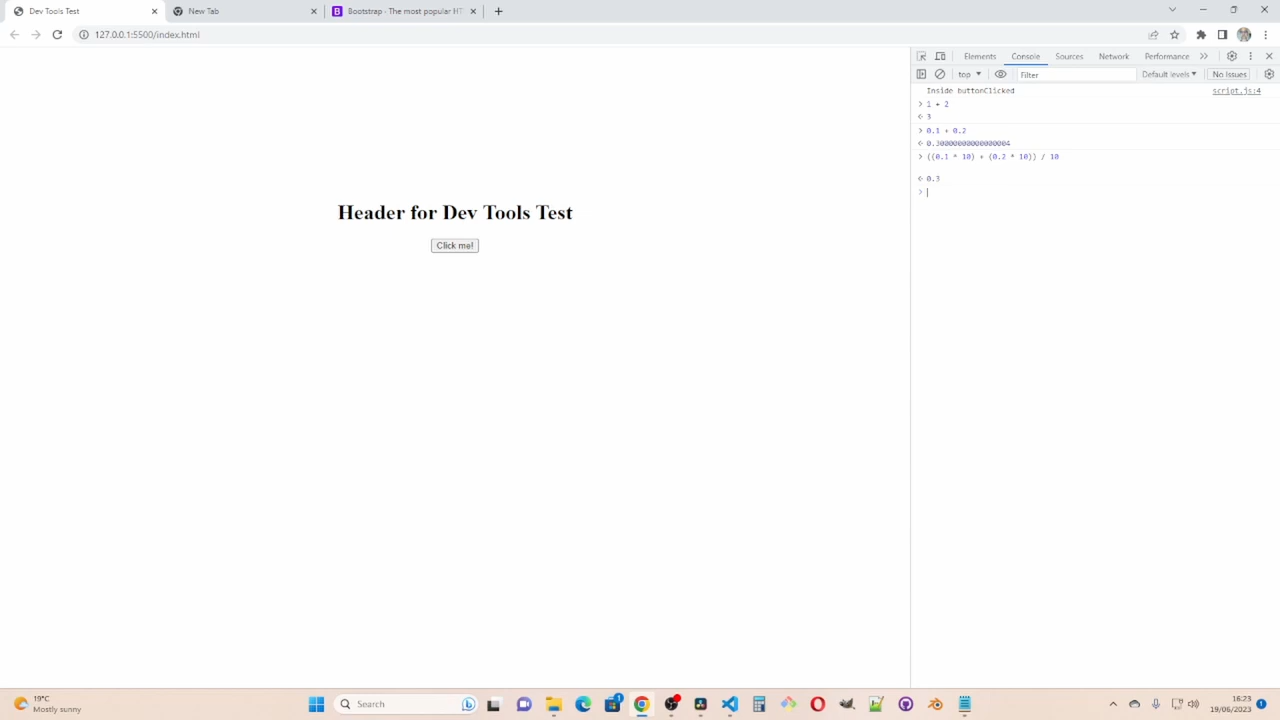 Dev Tools Test
New Tab
Bootstrap - The most popular HT
127.0.0.1:5500/index.html
Elements
Console
Sources
Network
Performance
top
Filter
Default levels
No Issues
Inside buttonClicked
script.js:4
> 1 + 2
< 3
> 0.1 + 0.2
< 0.30000000000000004
> ((0.1 * 10) + (0.2 * 10)) / 10
< 0.3
>
Header for Dev Tools Test
Click me!
19°C
Mostly sunny
Search
1
16:23
19/06/2023
1